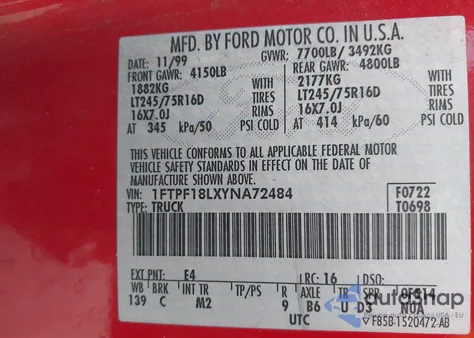 MFD. BY FORD MOTOR CO. IN U.S.A.
DATE: 11/99 GVWR: 7700LB/ 3492KG
FRONT GAWR: 4150LB REAR GAWR: 4800LB
1882KG WITH 2177KG WITH
LT245/75R16D TIRES LT245/75R16D TIRES
16X7.0J RIMS 16X7.0J RIMS
AT 345 kPa/50 PSI COLD AT 414 kPa/60 PSI COLD
THIS VEHICLE CONFORMS TO ALL APPLICABLE FEDERAL MOTOR
VEHICLE SAFETY STANDARDS IN EFFECT ON THE DATE OF
MANUFACTURE SHOWN ABOVE.
VIN: 1FTPF18LXYNA72484 F0722
TYPE: TRUCK T0698
EXT PNT: E4 RC: 16 DSO:
WB BRK INT TR TP/PS R AXLE TR
139 C M2 9 B6 U D3 N0A
UTC ▽ F85B-1520472-AB
autoshap